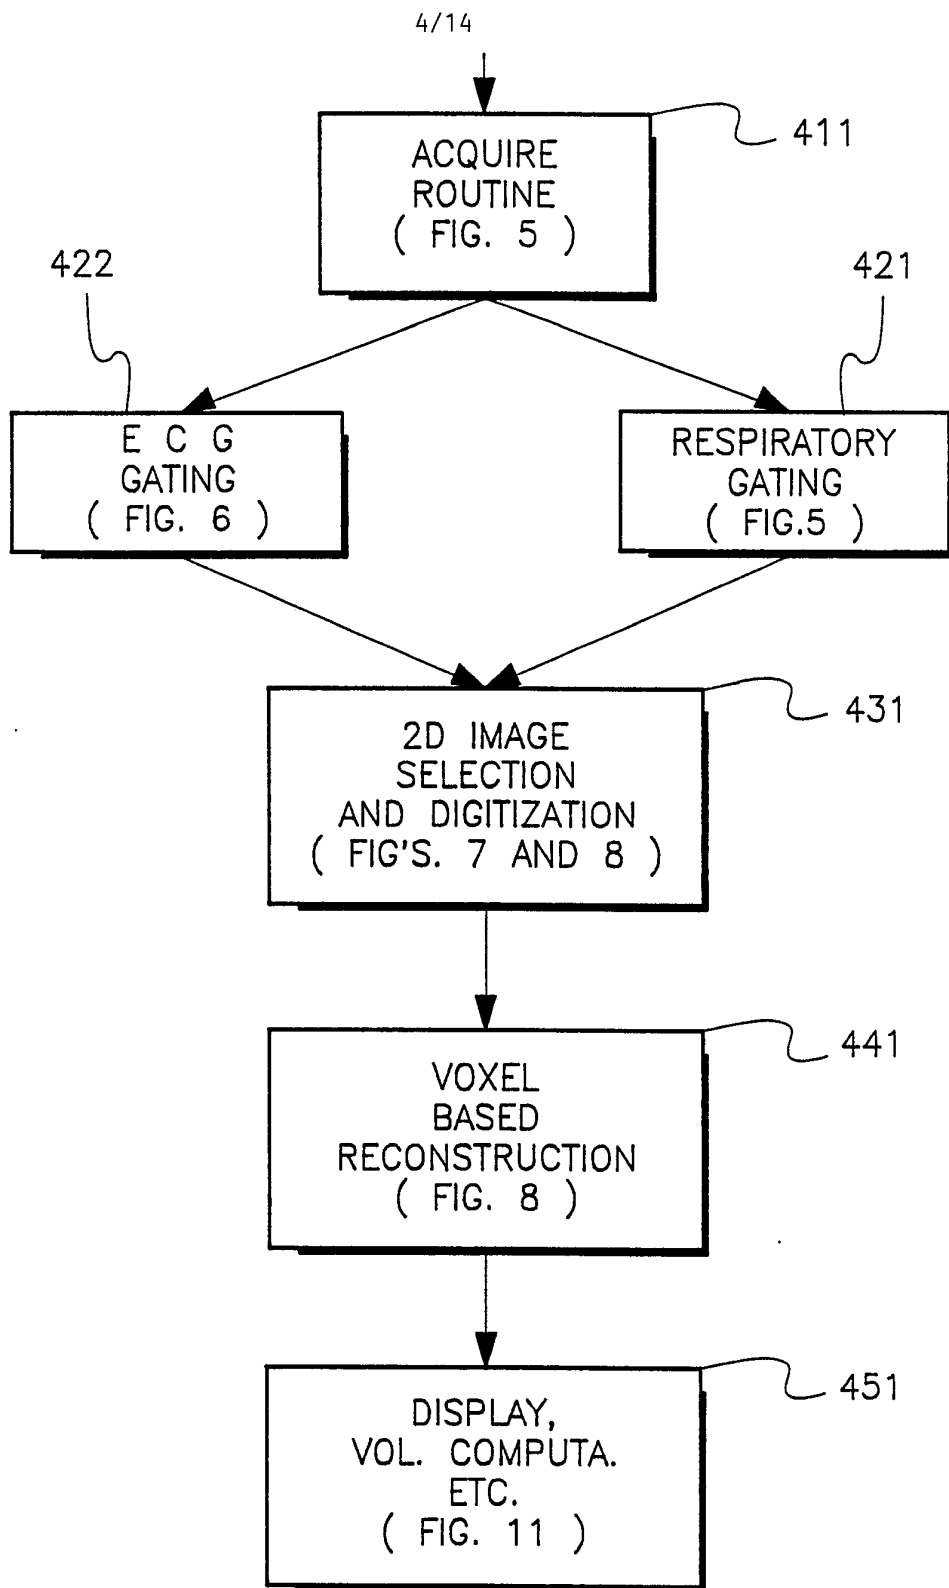 4/14
ACQUIRE
ROUTINE
( FIG. 5 )
411
422
421
E C G
GATING
( FIG. 6 )
RESPIRATORY
GATING
( FIG.5 )
2D IMAGE
SELECTION
AND DIGITIZATION
( FIG'S. 7 AND 8 )
431
VOXEL
BASED
RECONSTRUCTION
( FIG. 8 )
441
DISPLAY,
VOL. COMPUTA.
ETC.
( FIG. 11 )
451